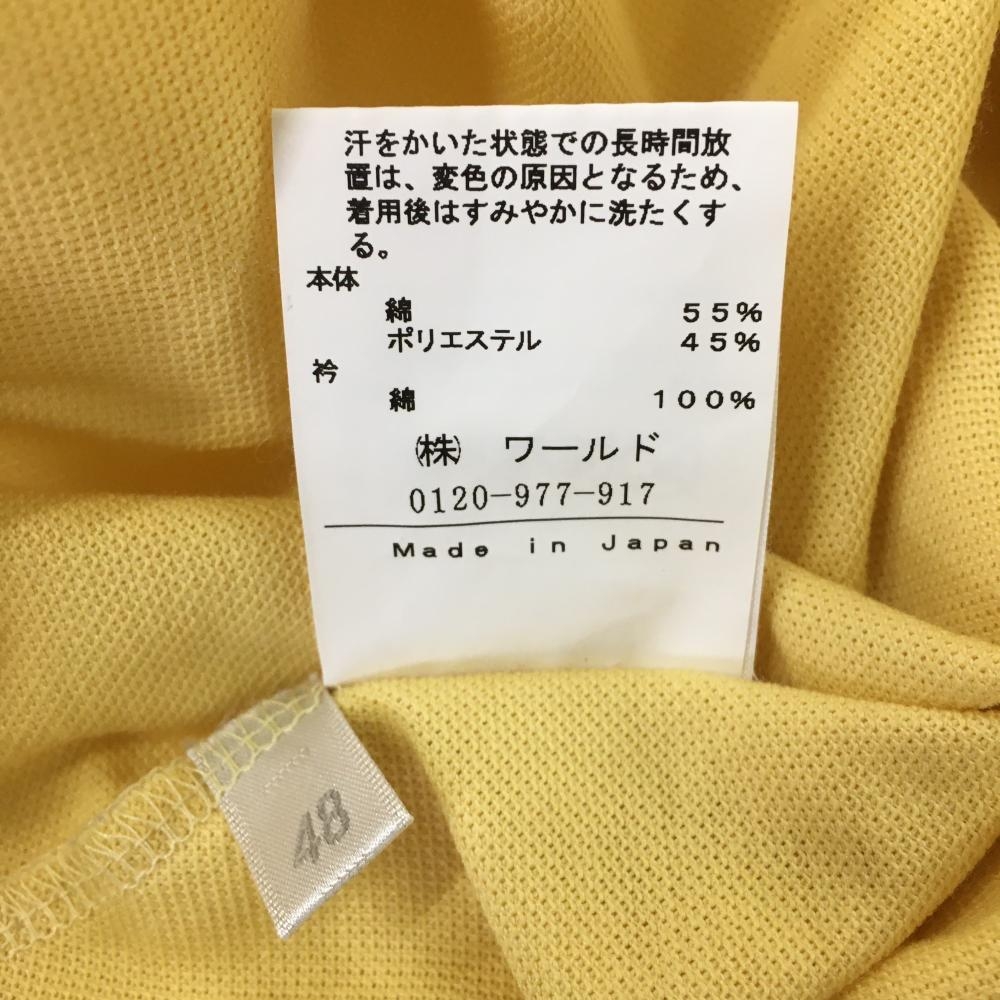 汗をかいた状態での長時間放
置は、変色の原因となるため、
着用後はすみやかに洗たくす
る。
本体
綿 55%
ポリエステル 45%
衿
綿 100%
㈱ ワールド
0120-977-917
Made in Japan
48